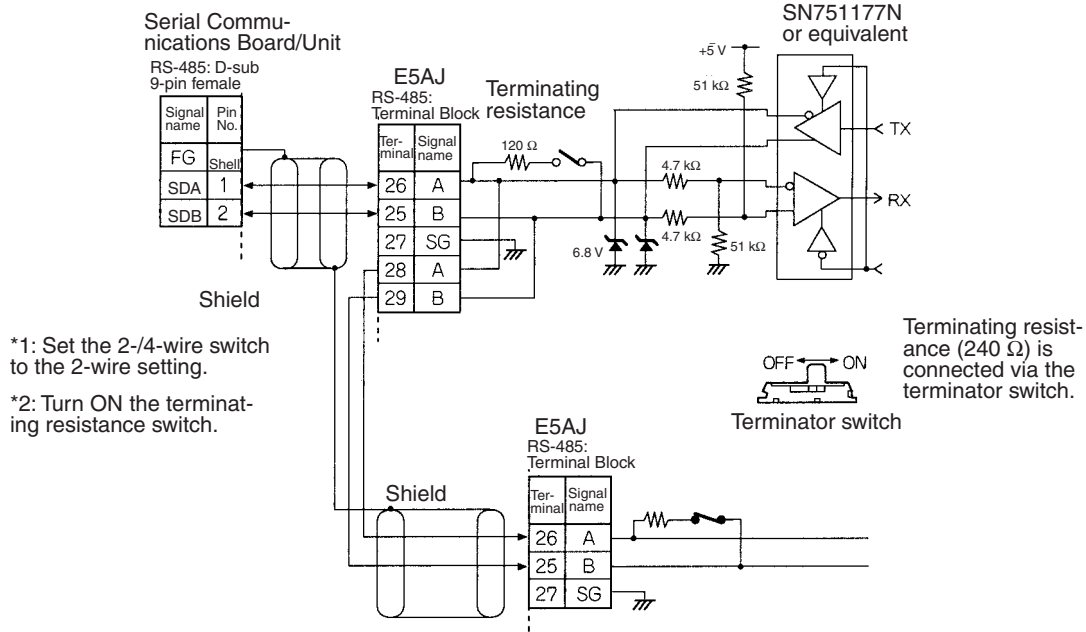 Serial Commu-
nications Board/Unit
RS-485: D-sub
9-pin female
Signal name
Pin No.
FG
Shell
SDA
1
SDB
2
Shield
*1: Set the 2-/4-wire switch
to the 2-wire setting.
*2: Turn ON the terminat-
ing resistance switch.
E5AJ
RS-485:
Terminal Block
Ter-
minal
Signal
name
26
A
25
B
27
SG
28
A
29
B
Terminating
resistance
120 Ω
6.8 V
4.7 kΩ
4.7 kΩ
51 kΩ
+5 V
51 kΩ
SN751177N
or equivalent
TX
RX
OFF
ON
Terminator switch
Terminating resist-
ance (240 Ω) is
connected via the
terminator switch.
E5AJ
RS-485:
Terminal Block
Shield
Ter-
minal
Signal
name
26
A
25
B
27
SG